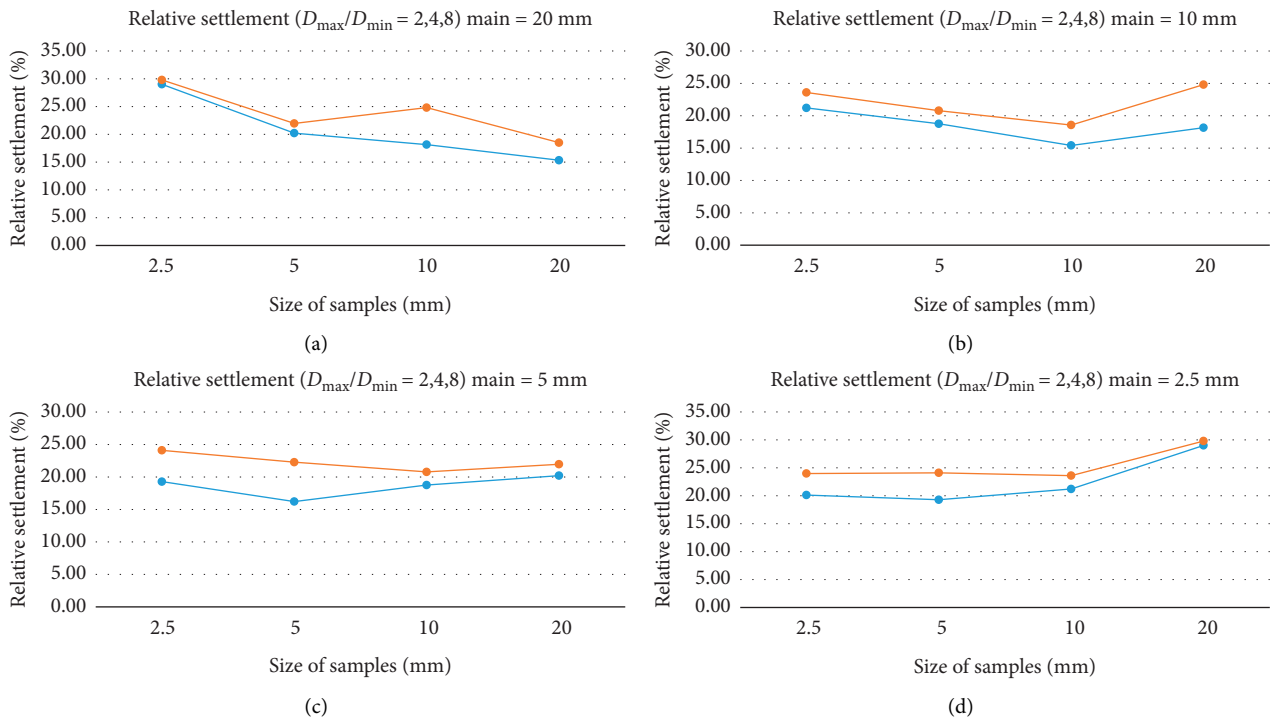 Relative settlement (Dmax/Dmin = 2,4,8) main = 20 mm
Relative settlement (%)
35.00
30.00
25.00
20.00
15.00
10.00
5.00
0.00
2.5 5 10 20
Size of samples (mm)
(a)
Relative settlement (Dmax/Dmin = 2,4,8) main = 10 mm
Relative settlement (%)
30.00
25.00
20.00
15.00
10.00
5.00
0.00
2.5 5 10 20
Size of samples (mm)
(b)
Relative settlement (Dmax/Dmin = 2,4,8) main = 5 mm
Relative settlement (%)
30.00
25.00
20.00
15.00
10.00
5.00
0.00
2.5 5 10 20
Size of samples (mm)
(c)
Relative settlement (Dmax/Dmin = 2,4,8) main = 2.5 mm
Relative settlement (%)
35.00
30.00
25.00
20.00
15.00
10.00
5.00
0.00
2.5 5 10 20
Size of samples (mm)
(d)